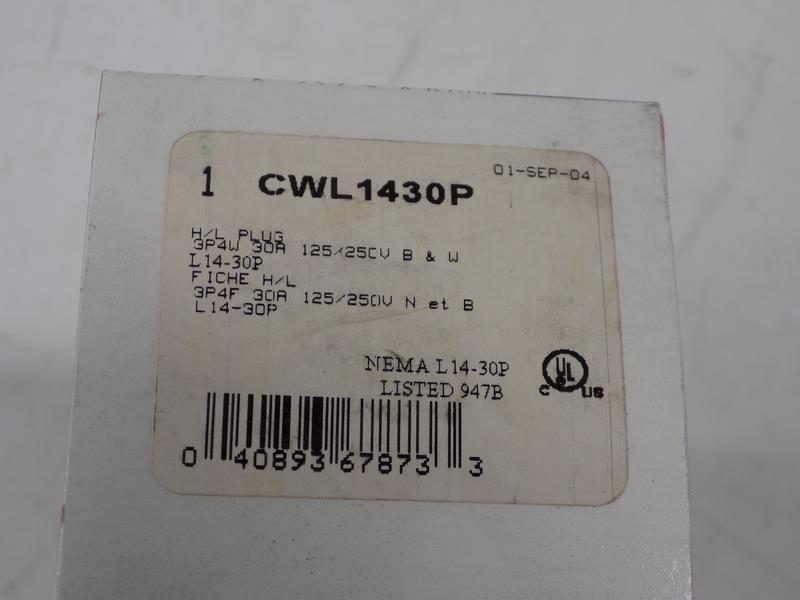 1 CWL1430P 01-SEP-04
H/L PLUG
3P4W 30A 125/250V B & W
L14-30P
FICHE H/L
3P4F 30A 125/250V N et B
L14-30P
NEMA L14-30P
LISTED 947B
UL
C US
0 40893 67873 3